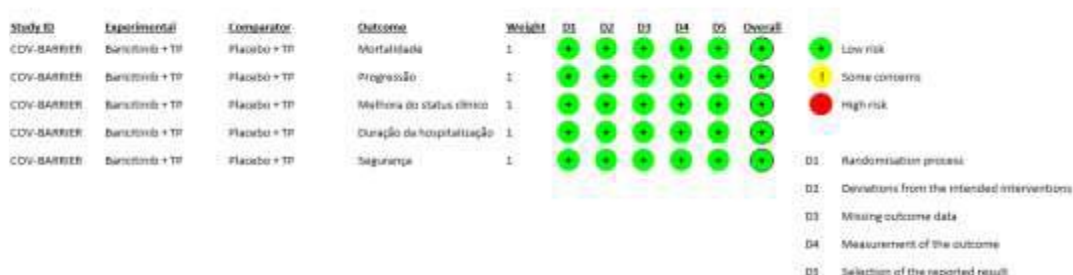 Study ID Experimental Comparator Outcome Weight D1 D2 D3 D4 D5 Overall
COV-BARRIER Baricitinib + TP Placebo + TP Mortalidade 1 + + + + + +
COV-BARRIER Baricitinib + TP Placebo + TP Progressão 1 + + + + + +
COV-BARRIER Baricitinib + TP Placebo + TP Melhora do status clínico 1 + + + + + +
COV-BARRIER Baricitinib + TP Placebo + TP Duração da hospitalização 1 + + + + + +
COV-BARRIER Baricitinib + TP Placebo + TP Segurança 1 + + + + + +
+ Low risk
! Some concerns
High risk
D1 Randomisation process
D2 Deviations from the intended interventions
D3 Missing outcome data
D4 Measurement of the outcome
D5 Selection of the reported result